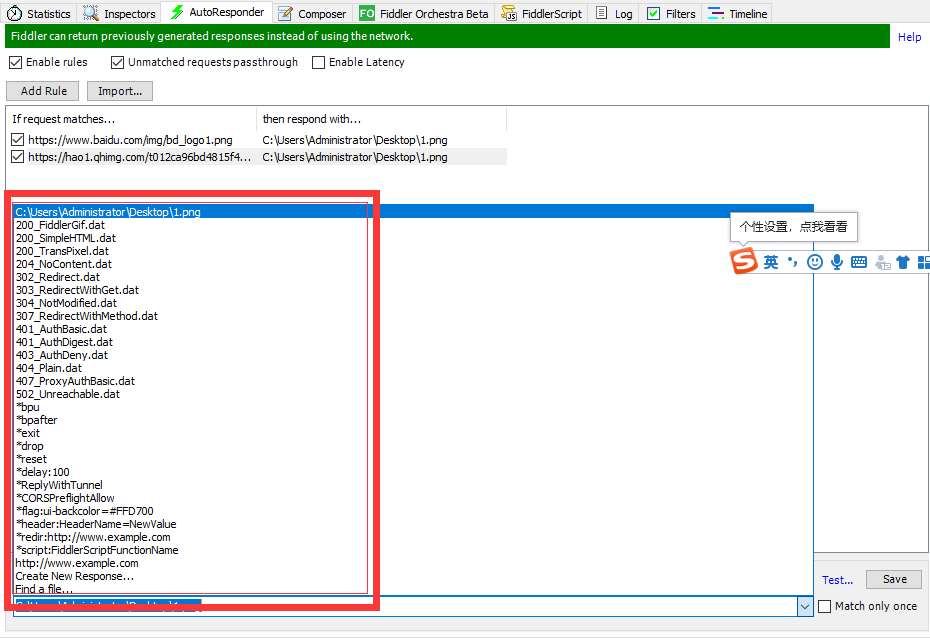 Statistics Inspectors AutoResponder Composer FO Fiddler Orchestra Beta JS FiddlerScript Log Filters Timeline
Fiddler can return previously generated responses instead of using the network. Help
Enable rules Unmatched requests passthrough Enable Latency
Add Rule Import...
If request matches... then respond with...
https://www.baidu.com/img/bd_logo1.png C:\Users\Administrator\Desktop\1.png
https://hao1.qhimg.com/t012ca96bd4815f4... C:\Users\Administrator\Desktop\1.png
C:\Users\Administrator\Desktop\1.png
200_FiddlerGif.dat
个性设置，点我看看
200_SimpleHTML.dat
200_TransPixel.dat
S 英
204_NoContent.dat
302_Redirect.dat
303_RedirectWithGet.dat
304_NotModified.dat
307_RedirectWithMethod.dat
401_AuthBasic.dat
401_AuthDigest.dat
403_AuthDeny.dat
404_Plain.dat
407_ProxyAuthBasic.dat
502_Unreachable.dat
*bpu
*bpafter
*exit
*drop
*reset
*delay:100
*ReplyWithTunnel
*CORSPreflightAllow
*flag:ui-backcolor=#FFD700
*header:HeaderName=NewValue
*redir:http://www.example.com
*script:FiddlerScriptFunctionName
http://www.example.com
Create New Response...
Test... Save
Find a file...
Match only once